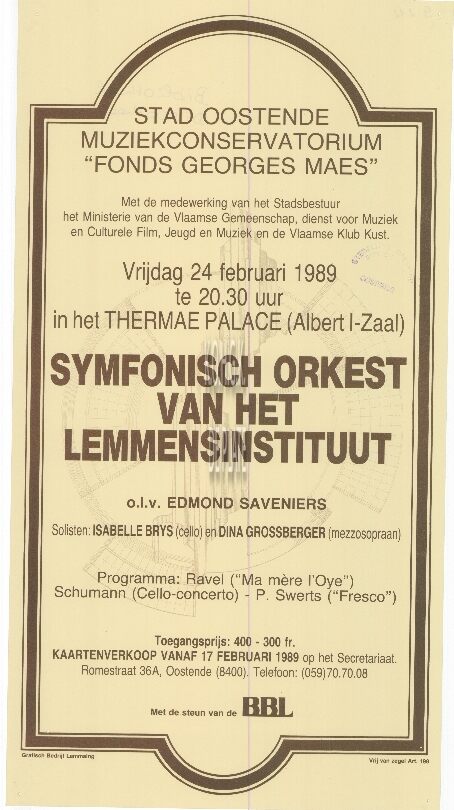 STAD OOSTENDE
MUZIEKCONSERVATORIUM
“FONDS GEORGES MAES”
Met de medewerking van het Stadsbestuur
het Ministerie van de Vlaamse Gemeenschap, dienst voor Muziek
en Culturele Film, Jeugd en Muziek en de Vlaamse Klub Kust.
Vrijdag 24 februari 1989
te 20.30 uur
in het THERMAE PALACE (Albert I-Zaal)
SYMFONISCH ORKEST
VAN HET
LEMMENSINSTITUUT
o.l.v. EDMOND SAVENIERS
Solisten: ISABELLE BRYS (cello) en DINA GROSSBERGER (mezzosopraan)
Programma: Ravel (“Ma mère l'Oye”)
Schumann (Cello-concerto) - P. Swerts (“Fresco”)
Toegangsprijs: 400 - 300 fr.
KAARTENVERKOOP VANAF 17 FEBRUARI 1989 op het Secretariaat.
Romestraat 36A, Oostende (8400). Telefoon: (059)70.70.08
Met de steun van de BBL
Grafisch Bedrijf Lammaing
Vrij van zegel Art. 198